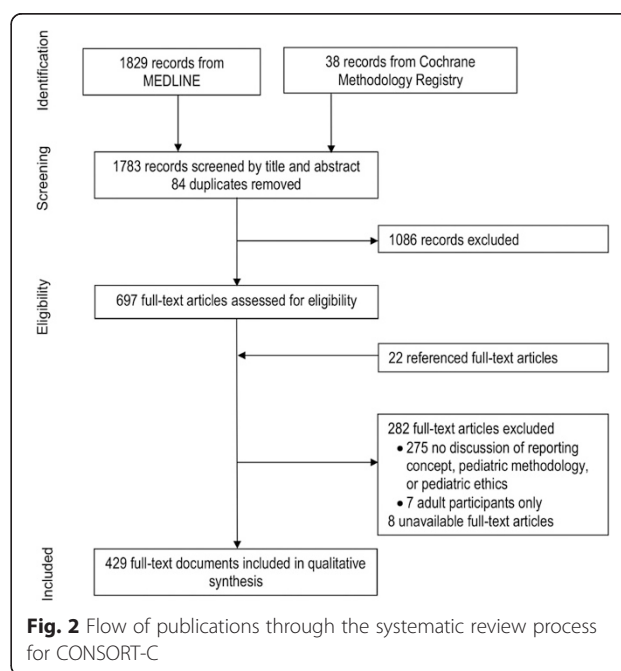 Identification
1829 records from
MEDLINE
38 records from Cochrane
Methodology Registry
Screening
1783 records screened by title and abstract
84 duplicates removed
1086 records excluded
Eligibility
697 full-text articles assessed for eligibility
22 referenced full-text articles
282 full-text articles excluded
• 275 no discussion of reporting
concept, pediatric methodology,
or pediatric ethics
• 7 adult participants only
8 unavailable full-text articles
Included
429 full-text documents included in qualitative
synthesis
Fig. 2 Flow of publications through the systematic review process
for CONSORT-C